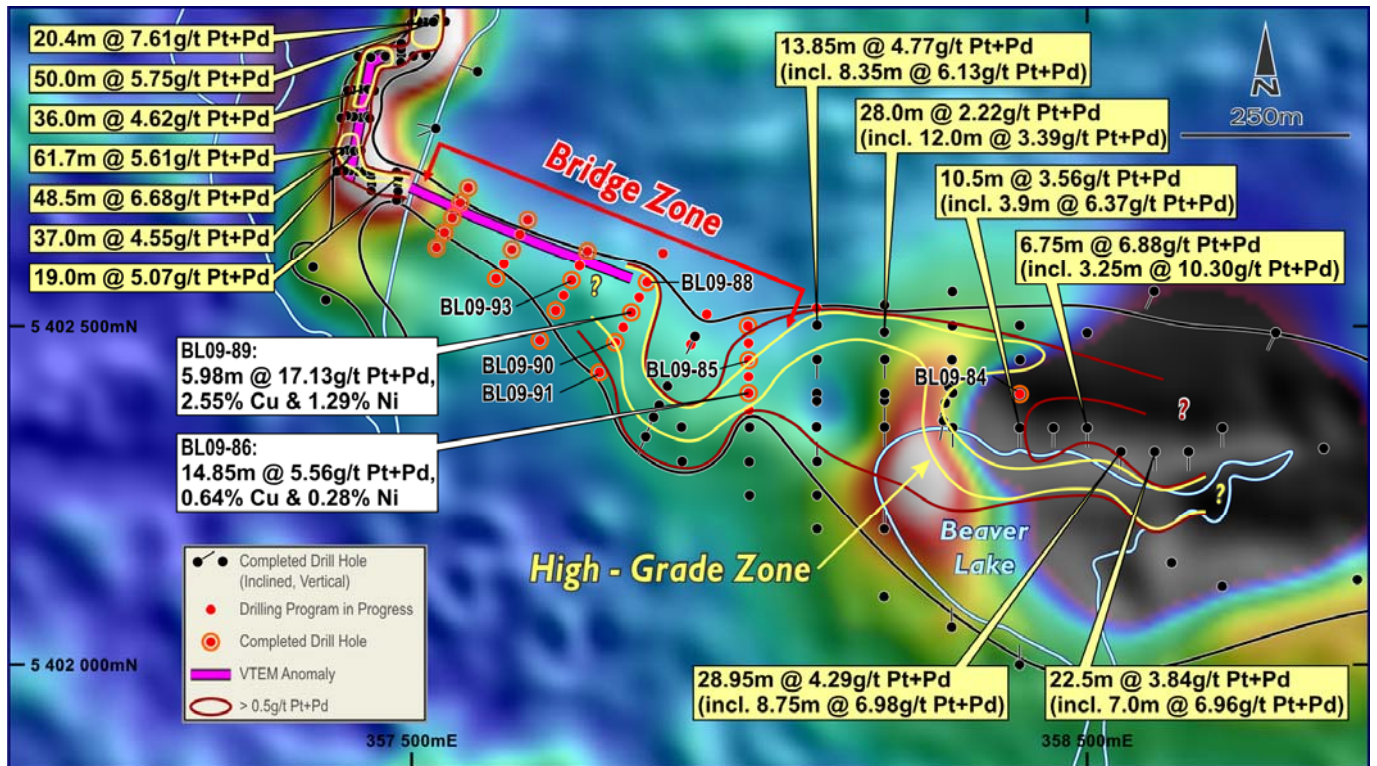 20.4m @ 7.61g/t Pt+Pd
50.0m @ 5.75g/t Pt+Pd
36.0m @ 4.62g/t Pt+Pd
61.7m @ 5.61g/t Pt+Pd
48.5m @ 6.68g/t Pt+Pd
37.0m @ 4.55g/t Pt+Pd
19.0m @ 5.07g/t Pt+Pd
13.85m @ 4.77g/t Pt+Pd
(incl. 8.35m @ 6.13g/t Pt+Pd)
28.0m @ 2.22g/t Pt+Pd
(incl. 12.0m @ 3.39g/t Pt+Pd)
10.5m @ 3.56g/t Pt+Pd
(incl. 3.9m @ 6.37g/t Pt+Pd)
6.75m @ 6.88g/t Pt+Pd
(incl. 3.25m @ 10.30g/t Pt+Pd)
N
250m
Bridge Zone
BL09-88
?
BL09-93
5 402 500mN
BL09-89:
5.98m @ 17.13g/t Pt+Pd,
2.55% Cu & 1.29% Ni
BL09-90
BL09-91
BL09-85
BL09-84
?
BL09-86:
14.85m @ 5.56g/t Pt+Pd,
0.64% Cu & 0.28% Ni
?
High - Grade Zone
Beaver
Lake
Completed Drill Hole
(Inclined, Vertical)
Drilling Program in Progress
Completed Drill Hole
VTEM Anomaly
> 0.5g/t Pt+Pd
5 402 000mN
28.95m @ 4.29g/t Pt+Pd
(incl. 8.75m @ 6.98g/t Pt+Pd)
22.5m @ 3.84g/t Pt+Pd
(incl. 7.0m @ 6.96g/t Pt+Pd)
357 500mE
358 500mE